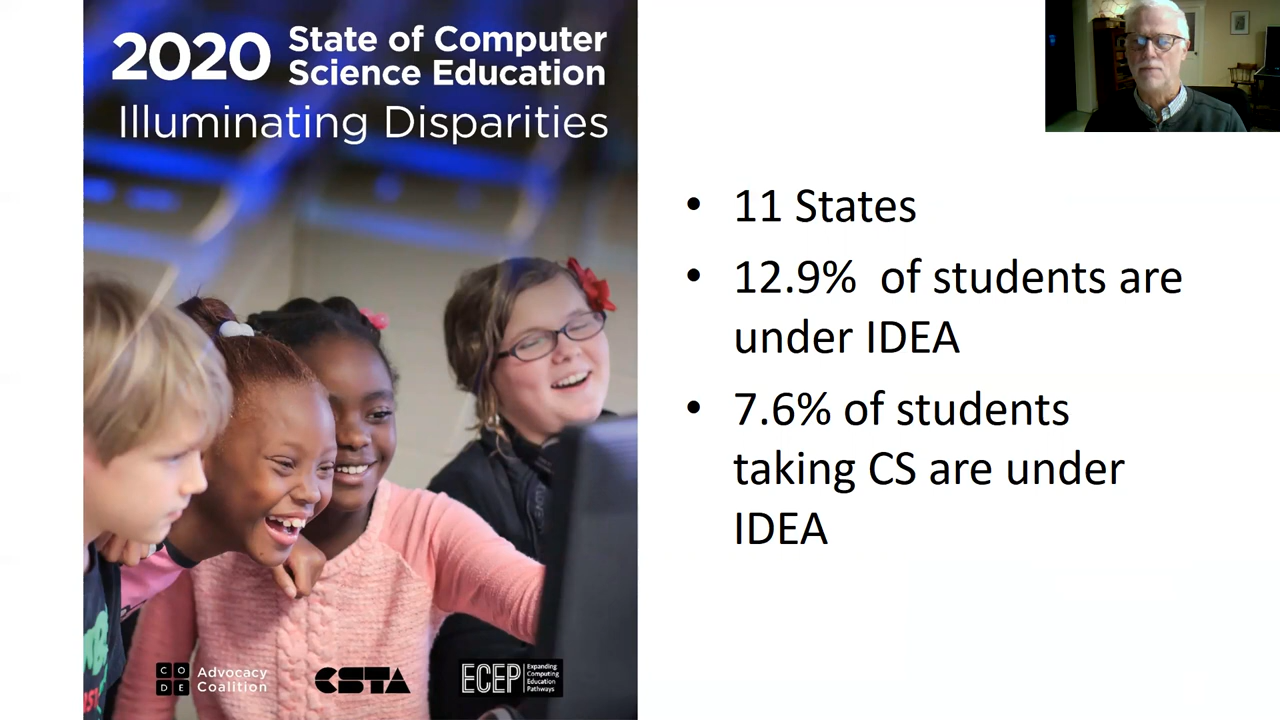 2020 State of Computer
Science Education
Illuminating Disparities
• 11 States
• 12.9% of students are
under IDEA
• 7.6% of students
taking CS are under
IDEA
CODE Advocacy
Coalition
CSTA
ECEP Expanding
Computing
Education
Pathways